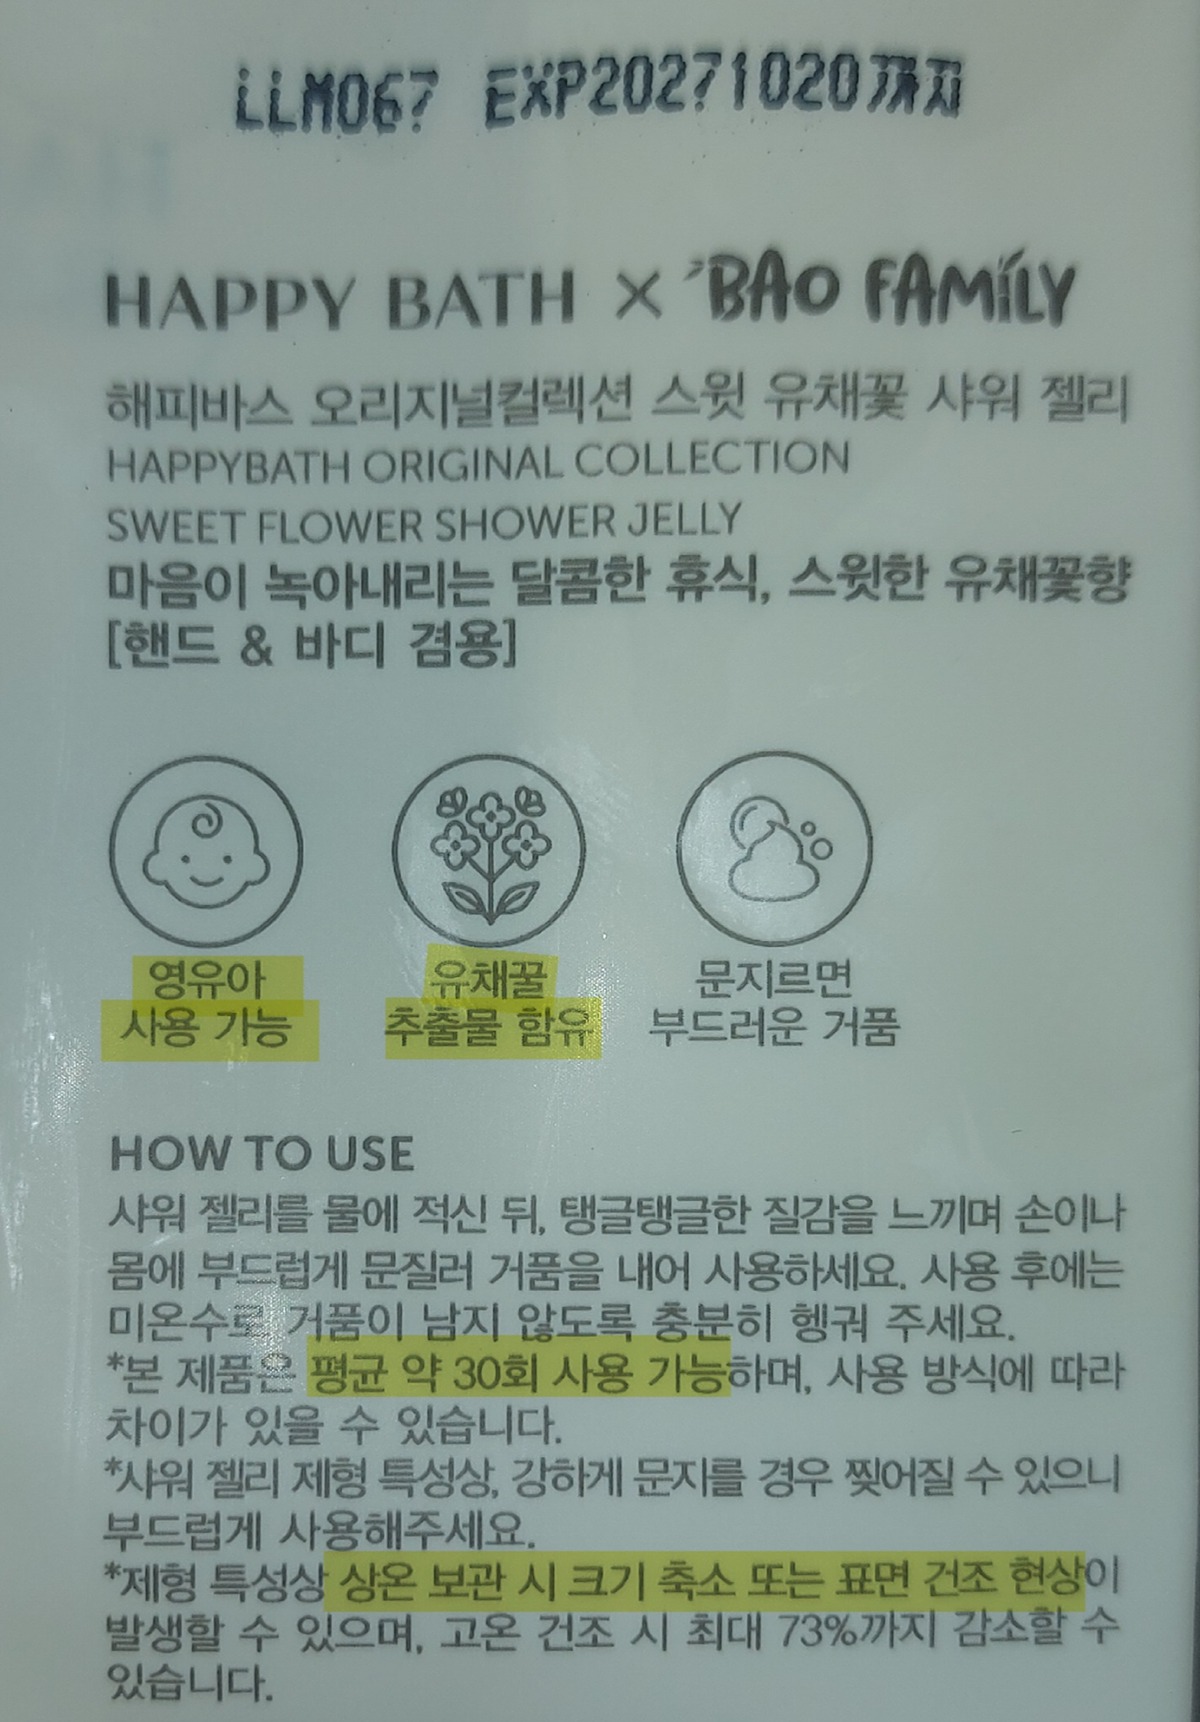 LLM067 EXP20271020까지
HAPPY BATH × BAO FAMILY
해피바스 오리지널컬렉션 스윗 유채꽃 샤워 젤리
HAPPYBATH ORIGINAL COLLECTION
SWEET FLOWER SHOWER JELLY
마음이 녹아내리는 달콤한 휴식, 스윗한 유채꽃향
[핸드 & 바디 겸용]
영유아
사용 가능
유채꿀
추출물 함유
문지르면
부드러운 거품
HOW TO USE
샤워 젤리를 물에 적신 뒤, 탱글탱글한 질감을 느끼며 손이나
몸에 부드럽게 문질러 거품을 내어 사용하세요. 사용 후에는
미온수로 거품이 남지 않도록 충분히 헹궈 주세요.
*본 제품은 평균 약 30회 사용 가능하며, 사용 방식에 따라
차이가 있을 수 있습니다.
*샤워 젤리 제형 특성상, 강하게 문지를 경우 찢어질 수 있으니
부드럽게 사용해주세요.
*제형 특성상 상온 보관 시 크기 축소 또는 표면 건조 현상이
발생할 수 있으며, 고온 건조 시 최대 73%까지 감소할 수
있습니다.